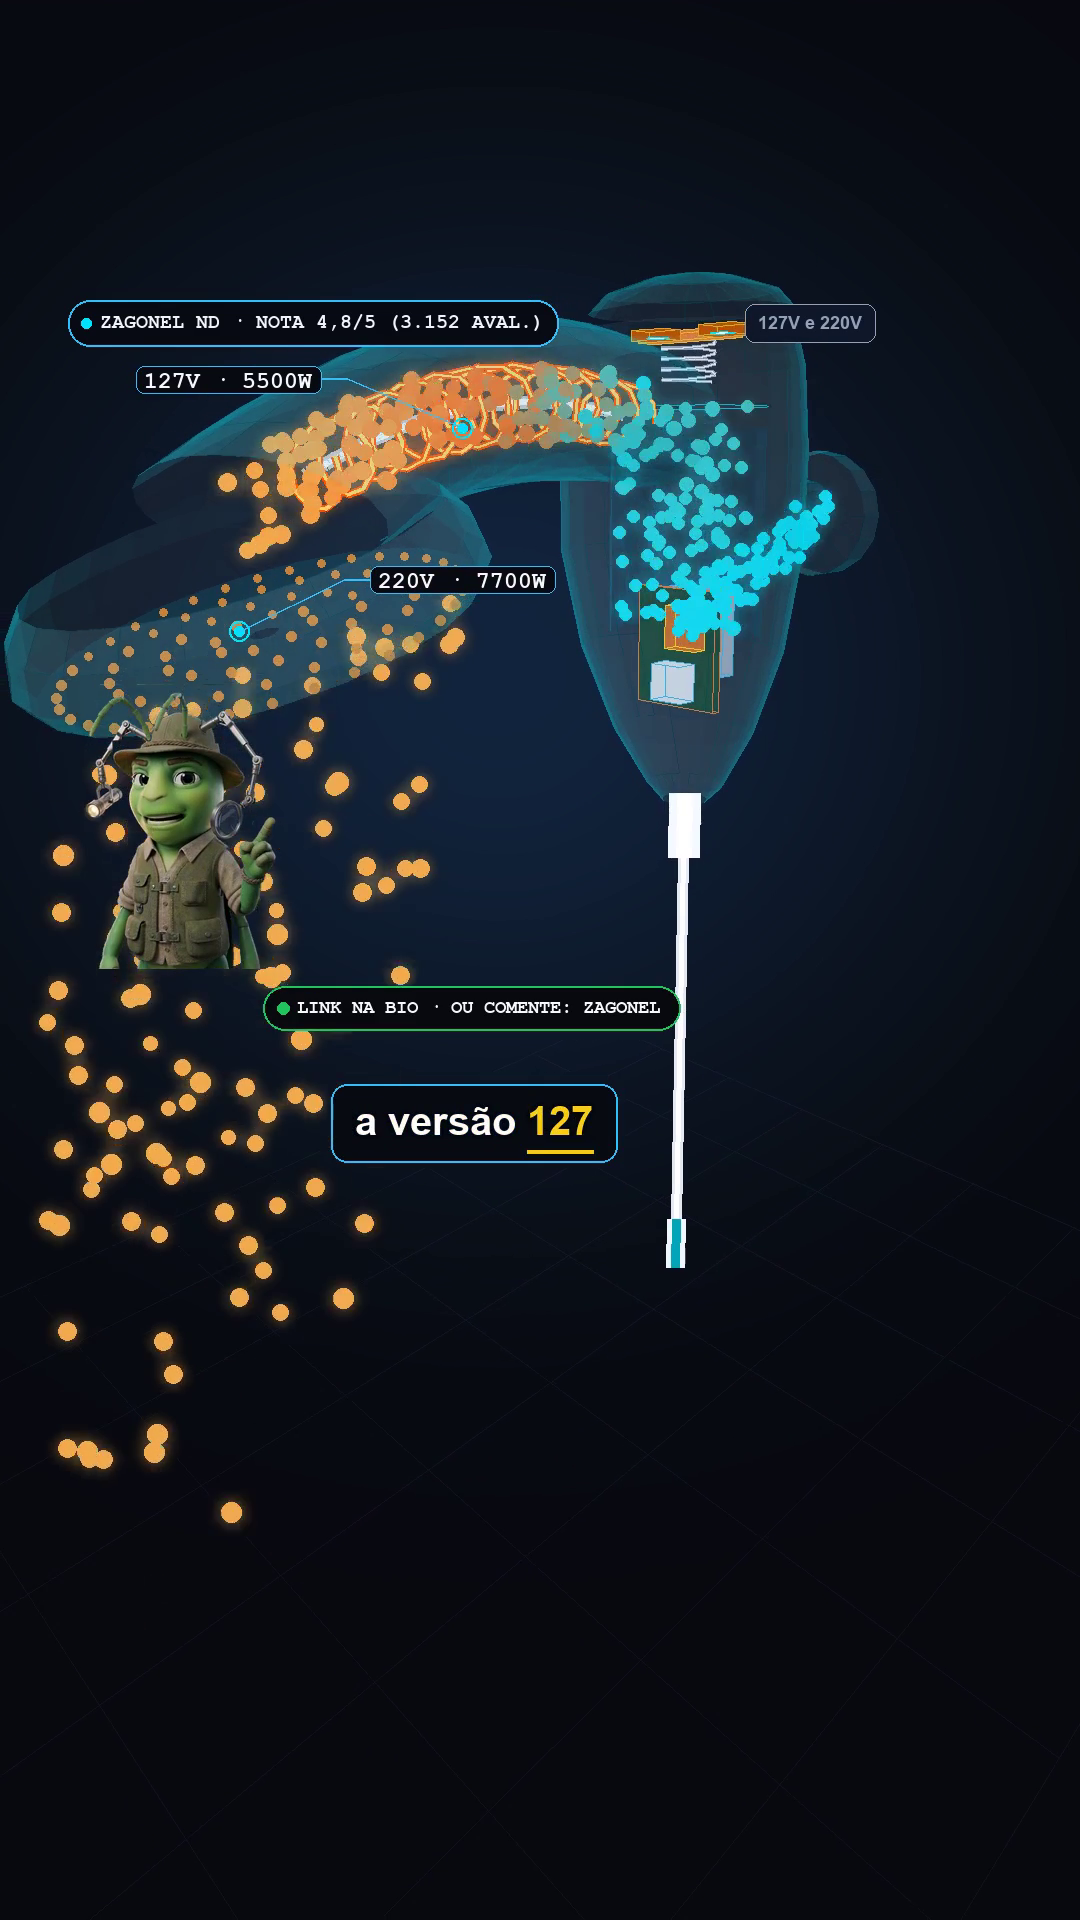 ZAGONEL ND · NOTA 4,8/5 (3.152 AVAL.)
127V e 220V
127V · 5500W
220V · 7700W
LINK NA BIO · OU COMENTE: ZAGONEL
a versão 127